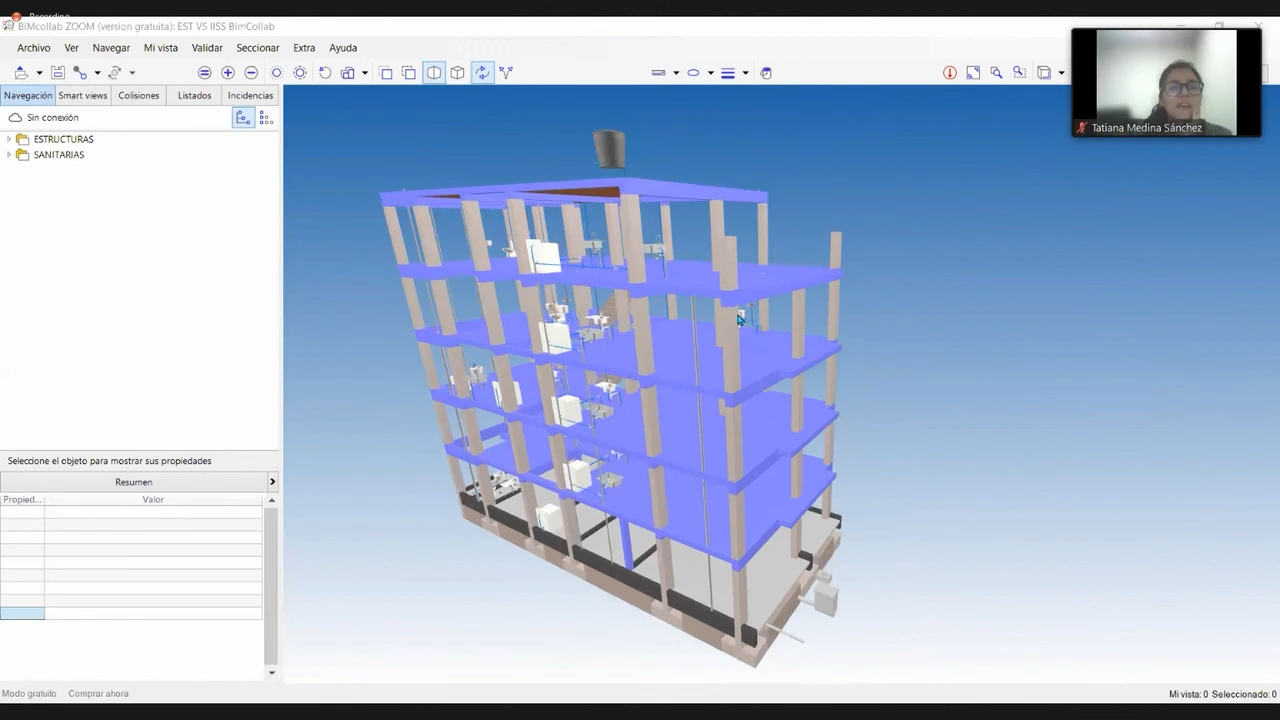 Recording
BIMcollab ZOOM (version gratuita): EST VS IISS BimCollab
Archivo Ver Navegar Mi vista Validar Seccionar Extra Ayuda
Navegación Smart views Colisiones Listados Incidencias
Sin conexión
ESTRUCTURAS
SANITARIAS
Tatiana Medina Sánchez
Seleccione el objeto para mostrar sus propiedades
Resumen
Propied... Valor
Modo gratuito Comprar ahora
Mi vista: 0 Seleccionado: 0